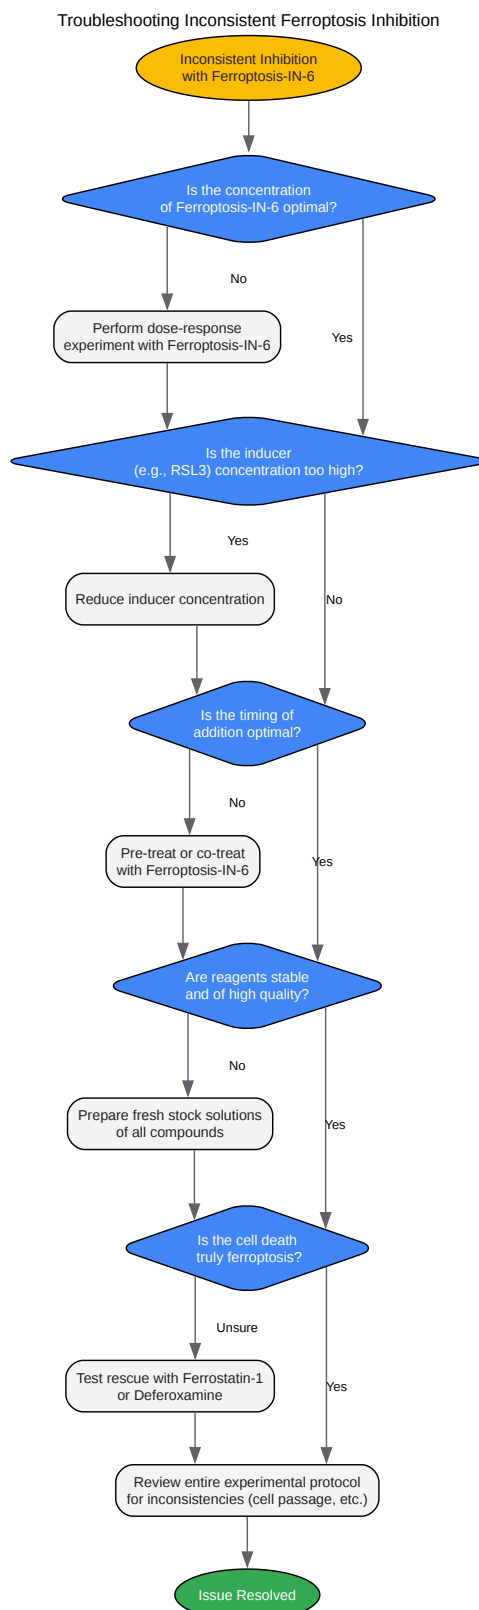 Troubleshooting Inconsistent Ferroptosis Inhibition
Inconsistent Inhibition
with Ferroptosis-IN-6
Is the concentration
of Ferroptosis-IN-6 optimal?
No
Perform dose-response
experiment with Ferroptosis-IN-6
Yes
Is the inducer
(e.g., RSL3) concentration too high?
Yes
Reduce inducer concentration
No
Is the timing of
addition optimal?
No
Pre-treat or co-treat
with Ferroptosis-IN-6
Yes
Are reagents stable
and of high quality?
No
Prepare fresh stock solutions
of all compounds
Yes
Is the cell death
truly ferroptosis?
Unsure
Test rescue with Ferrostatin-1
or Deferoxamine
Yes
Review entire experimental protocol
for inconsistencies (cell passage, etc.)
Issue Resolved